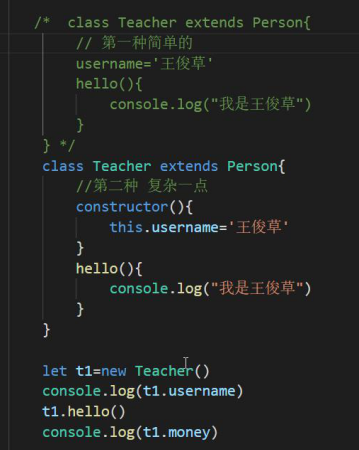 /*  class Teacher extends Person{
// 第一种简单的
username='王俊草'
hello(){
console.log("我是王俊草")
}
} */
class Teacher extends Person{
//第二种 复杂一点
constructor(){
this.username='王俊草'
}
hello(){
console.log("我是王俊草")
}
}
let t1=new Teacher()
console.log(t1.username)
t1.hello()
console.log(t1.money)